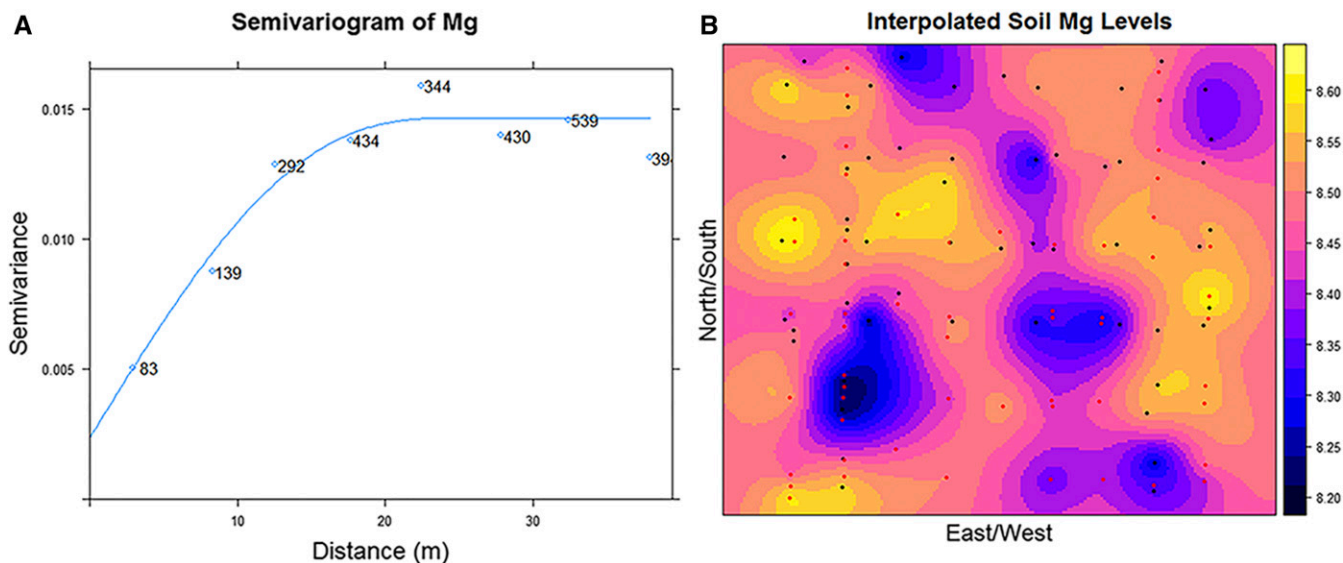 A
Semivariogram of Mg
Semivariance
0.015
0.010
0.005
344
292
434
539
430
394
139
83
10
20
30
Distance (m)
B
Interpolated Soil Mg Levels
North/South
East/West
8.60
8.55
8.50
8.45
8.40
8.35
8.30
8.25
8.20